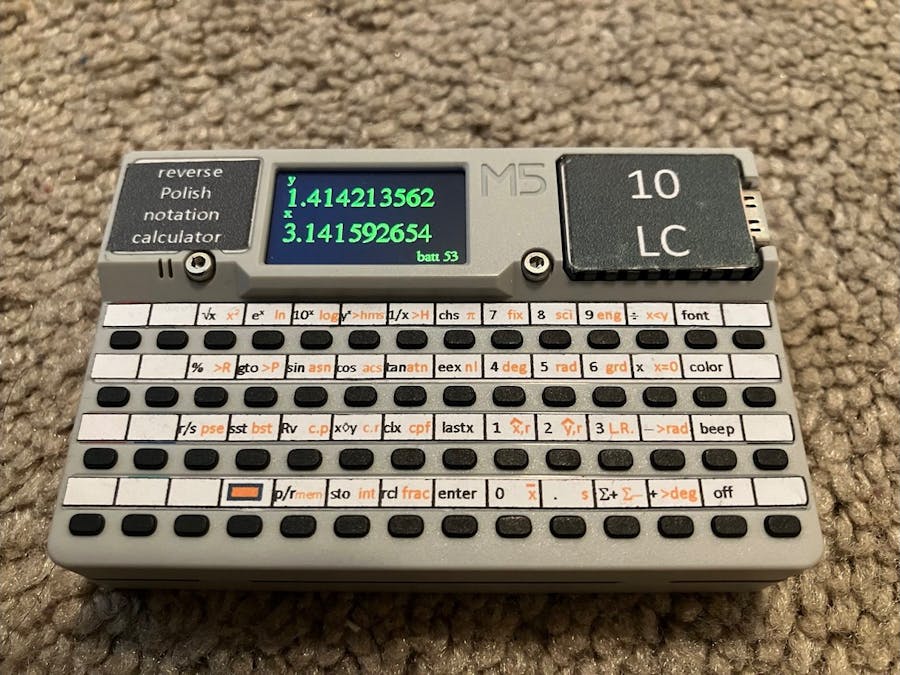 reverse
Polish
notation
calculator
y
1.414213562
x
3.141592654
batt 53
M5
10
LC
√x x² eˣ ln 10ˣ log yˣ >hms 1/x >H chs π 7 fix 8 sci 9 eng ÷ x<y font
% >R gto >P sin asn cos acs tan atn eex nl 4 deg 5 rad 6 grd x x=0 color
r/s pse sst bst Rv c.p x◊y c.r clx cpf lastx 1 x̂,r 2 ŷ,r 3 L.R. − >rad beep
p/r mem sto int rcl frac enter 0 x̄ . s Σ+ Σ− + >deg off